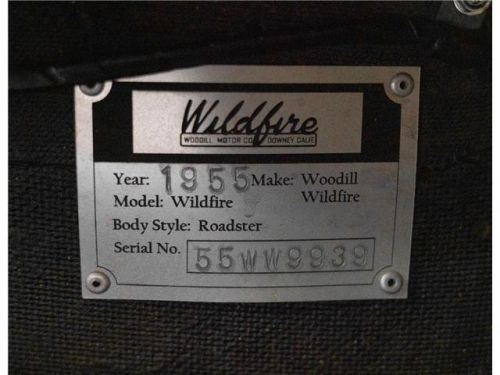 Wildfire
WOODILL MOTOR CO. DOWNEY CALIF.
Year: 1955 Make: Woodill
Model: Wildfire Wildfire
Body Style: Roadster
Serial No. 55WW9939